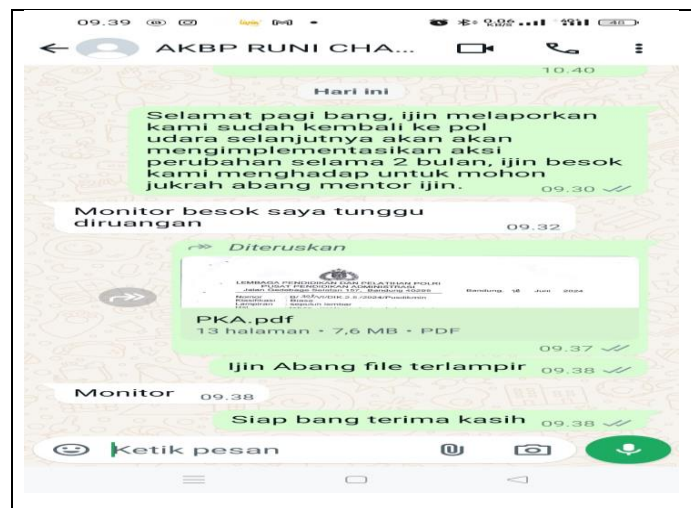 09.39
48
AKBP RUNI CHA...
10.40
Hari ini
Selamat pagi bang, ijin melaporkan
kami sudah kembali ke pol
udara selanjutnya akan akan
mengimplementasikan aksi
perubahan selama 2 bulan, ijin besok
kami menghadap untuk mohon
jukrah abang mentor ijin.
09.30
Monitor besok saya tunggu
diruangan
09.32
Diteruskan
LEMBAGA PENDIDIKAN DAN PELATIHAN POLRI
PUSAT PENDIDIKAN ADMINISTRASI
Bandung, Juni 2024
PKA.pdf
13 halaman • 7,6 MB • PDF
09.37
Ijin Abang file terlampir
09.38
Monitor
09.38
Siap bang terima kasih
09.38
Ketik pesan